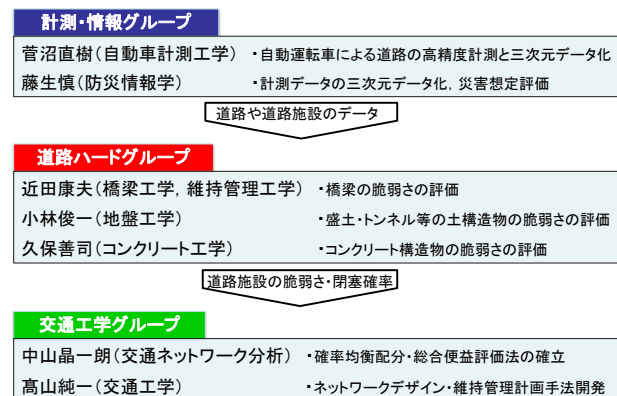 計測・情報グループ
菅沼直樹(自動車計測工学) ・自動運転車による道路の高精度計測と三次元データ化
藤生慎(防災情報学) ・計測データの三次元データ化, 災害想定評価
道路や道路施設のデータ
道路ハードグループ
近田康夫(橋梁工学, 維持管理工学) ・橋梁の脆弱さの評価
小林俊一(地盤工学) ・盛土・トンネル等の土構造物の脆弱さの評価
久保善司(コンクリート工学) ・コンクリート構造物の脆弱さの評価
道路施設の脆弱さ・閉塞確率
交通工学グループ
中山晶一朗(交通ネットワーク分析) ・確率均衡配分・総合便益評価法の確立
髙山純一(交通工学) ・ネットワークデザイン・維持管理計画手法開発